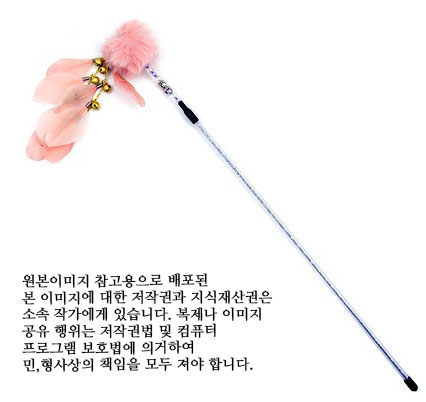 원본이미지 참고용으로 배포된
본 이미지에 대한 저작권과 지식재산권은
소속 작가에게 있습니다. 복제나 이미지
공유 행위는 저작권법 및 컴퓨터
프로그램 보호법에 의거하여
민,형사상의 책임을 모두 져야 합니다.